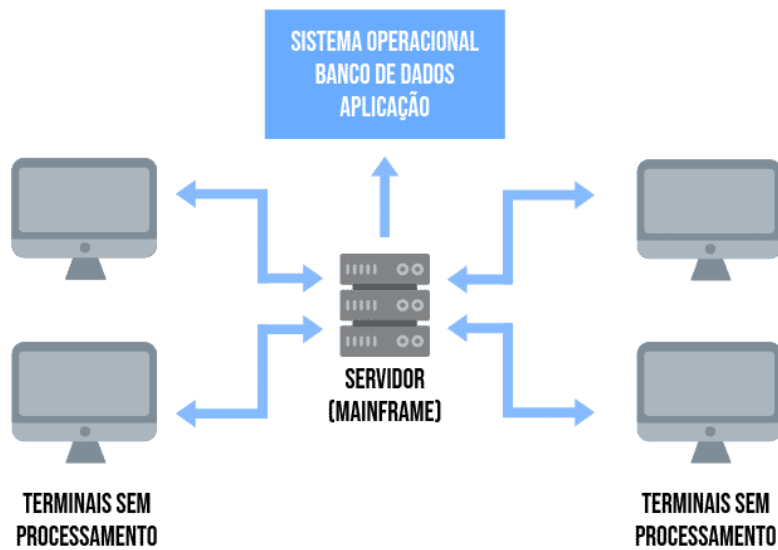 SISTEMA OPERACIONAL
BANCO DE DADOS
APLICAÇÃO
SERVIDOR
(MAINFRAME)
TERMINAIS SEM
PROCESSAMENTO
TERMINAIS SEM
PROCESSAMENTO